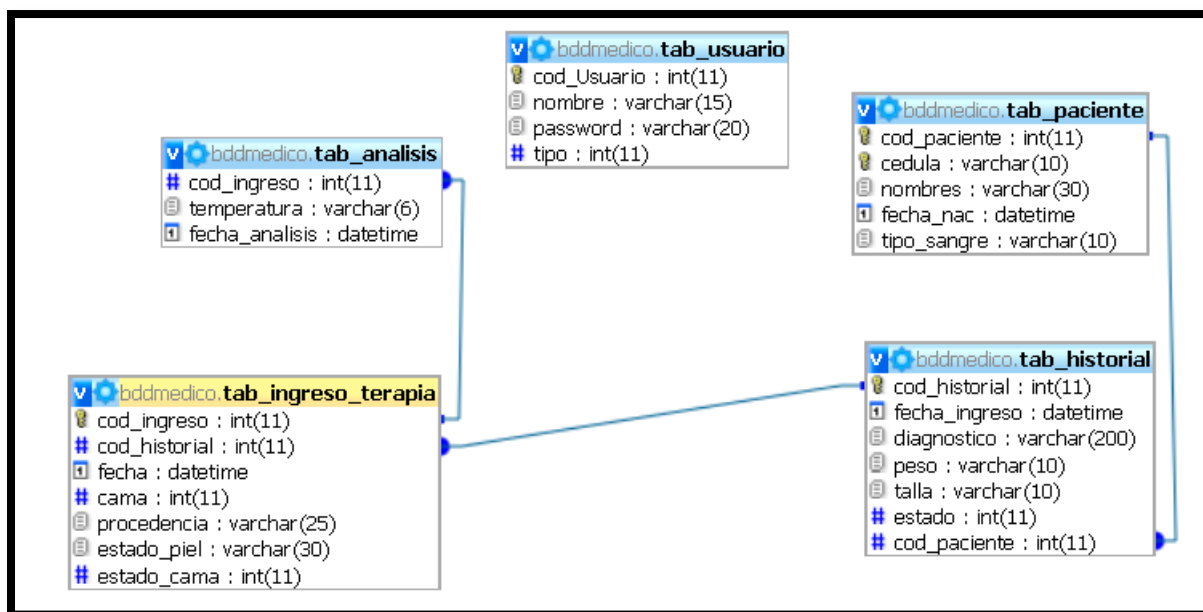 bddmedico.tab_usuario
cod_Usuario : int(11)
nombre : varchar(15)
password : varchar(20)
tipo : int(11)
bddmedico.tab_paciente
cod_paciente : int(11)
cedula : varchar(10)
nombres : varchar(30)
fecha_nac : datetime
tipo_sangre : varchar(10)
bddmedico.tab_analisis
cod_ingreso : int(11)
temperatura : varchar(6)
fecha_analisis : datetime
bddmedico.tab_historial
cod_historial : int(11)
fecha_ingreso : datetime
diagnostico : varchar(200)
peso : varchar(10)
talla : varchar(10)
estado : int(11)
cod_paciente : int(11)
bddmedico.tab_ingreso_terapia
cod_ingreso : int(11)
cod_historial : int(11)
fecha : datetime
cama : int(11)
procedencia : varchar(25)
estado_piel : varchar(30)
estado_cama : int(11)